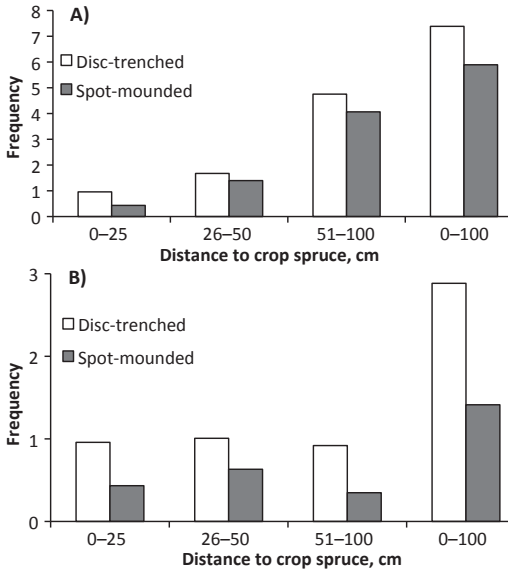 A)
8
7
6
5
4
3
2
1
0
Frequency
Disc-trenched
Spot-mounded
0–25 26–50 51–100 0–100
Distance to crop spruce, cm
B)
3
2
1
0
Frequency
Disc-trenched
Spot-mounded
0–25 26–50 51–100 0–100
Distance to crop spruce, cm